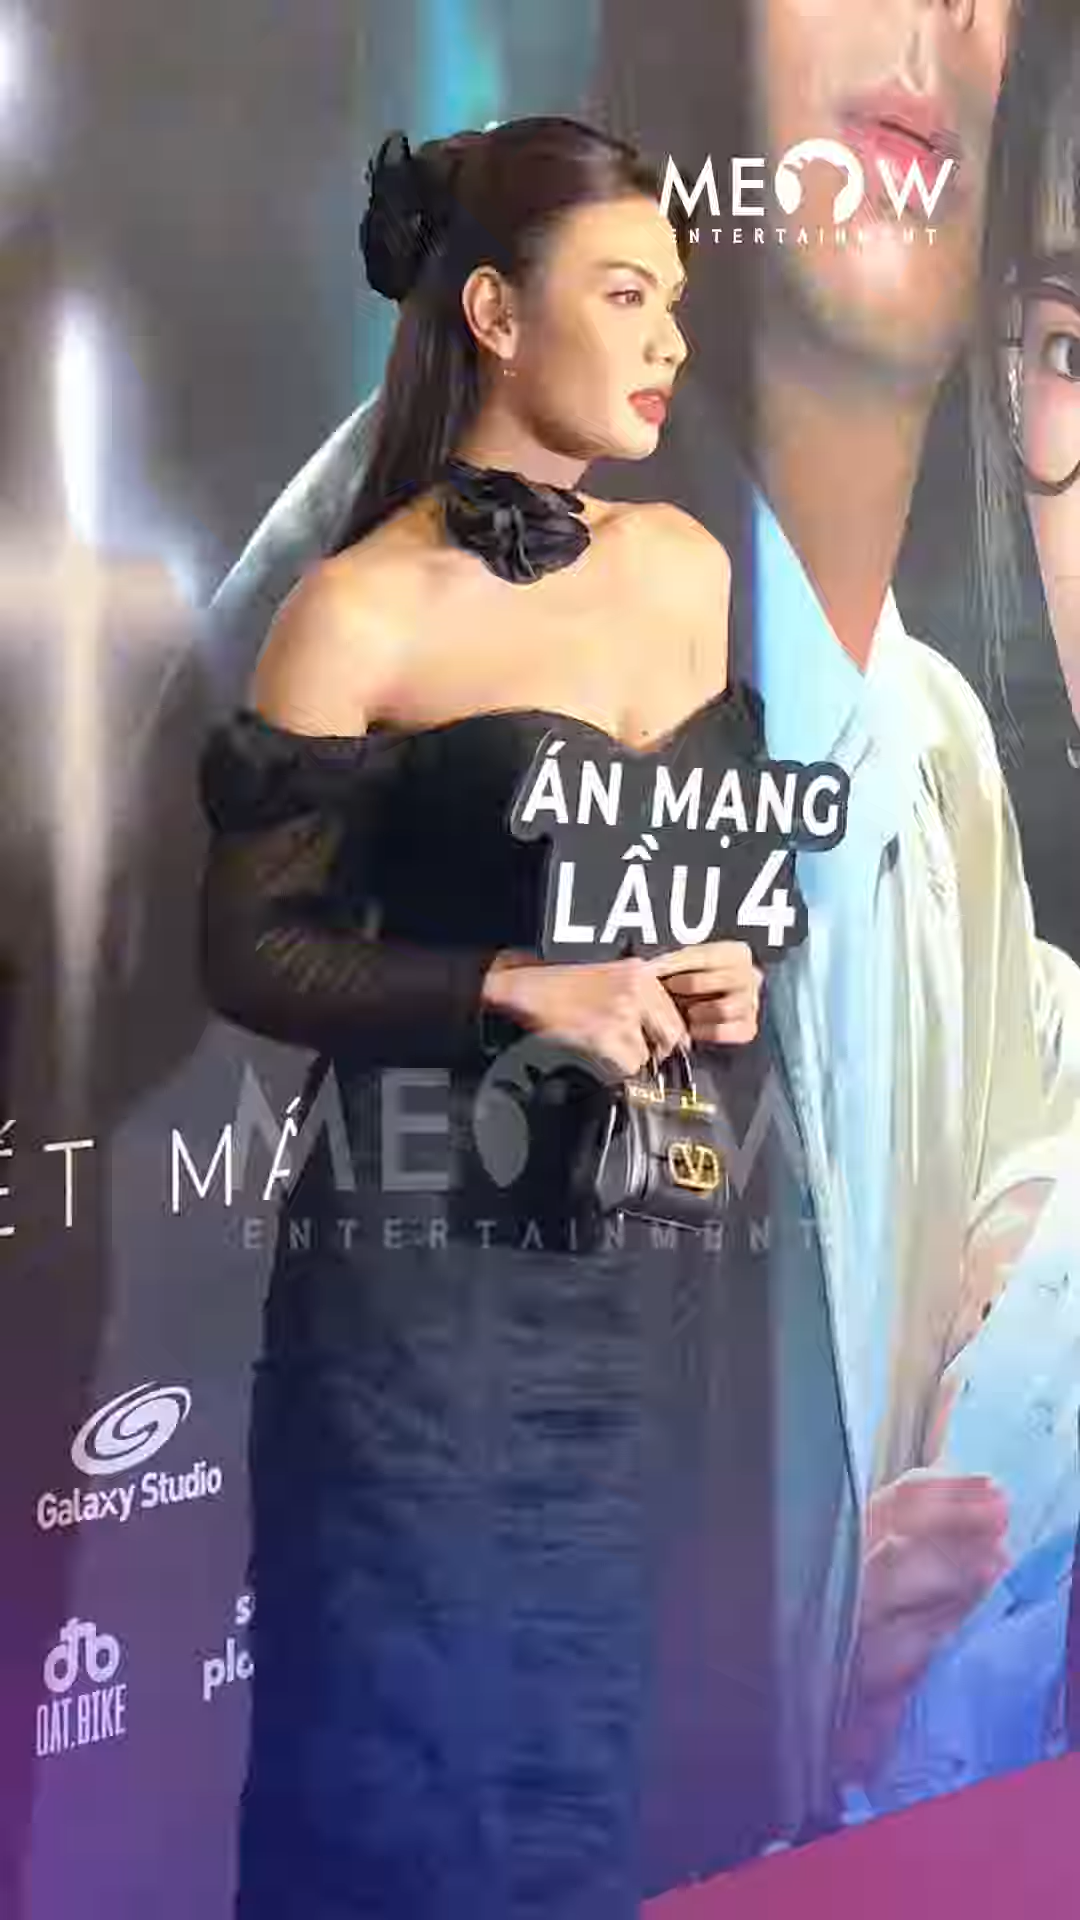 MEOW
ENTERTAINMENT
ÁN MẠNG
LẦU 4
MEOW
ENTERTAINMENT
Galaxy Studio
DAT.BIKE